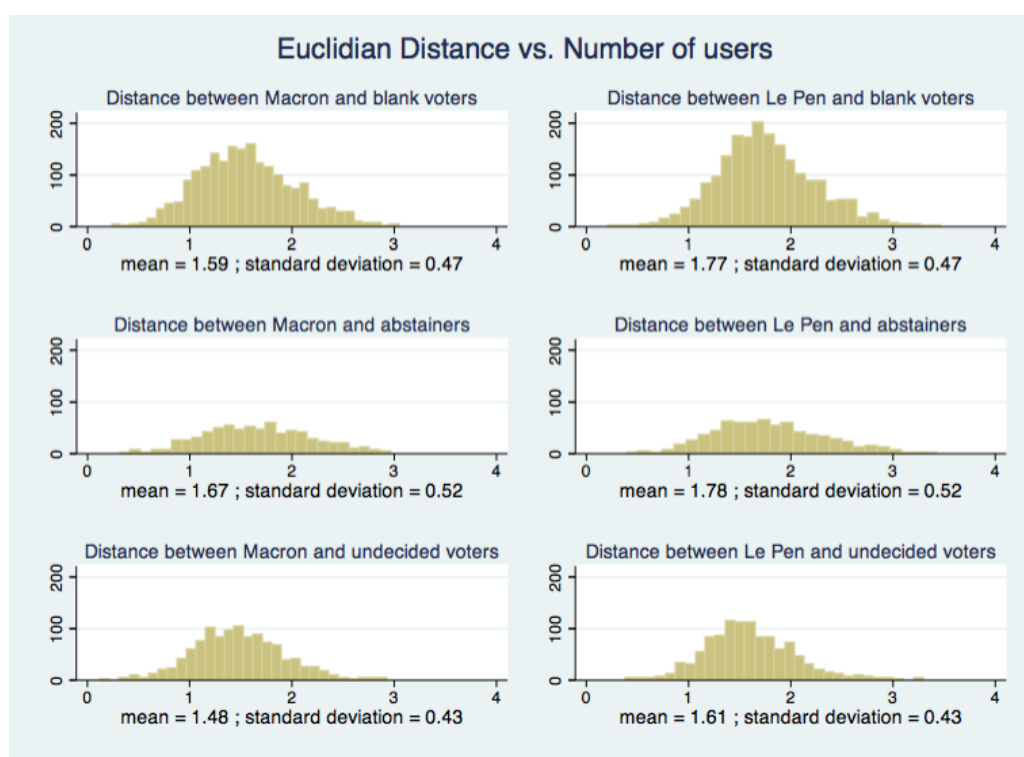 Euclidian Distance vs. Number of users
Distance between Macron and blank voters
200
100
0
0 1 2 3 4
mean = 1.59 ; standard deviation = 0.47
Distance between Le Pen and blank voters
200
100
0
0 1 2 3 4
mean = 1.77 ; standard deviation = 0.47
Distance between Macron and abstainers
200
100
0
0 1 2 3 4
mean = 1.67 ; standard deviation = 0.52
Distance between Le Pen and abstainers
200
100
0
0 1 2 3 4
mean = 1.78 ; standard deviation = 0.52
Distance between Macron and undecided voters
200
100
0
0 1 2 3 4
mean = 1.48 ; standard deviation = 0.43
Distance between Le Pen and undecided voters
200
100
0
0 1 2 3 4
mean = 1.61 ; standard deviation = 0.43